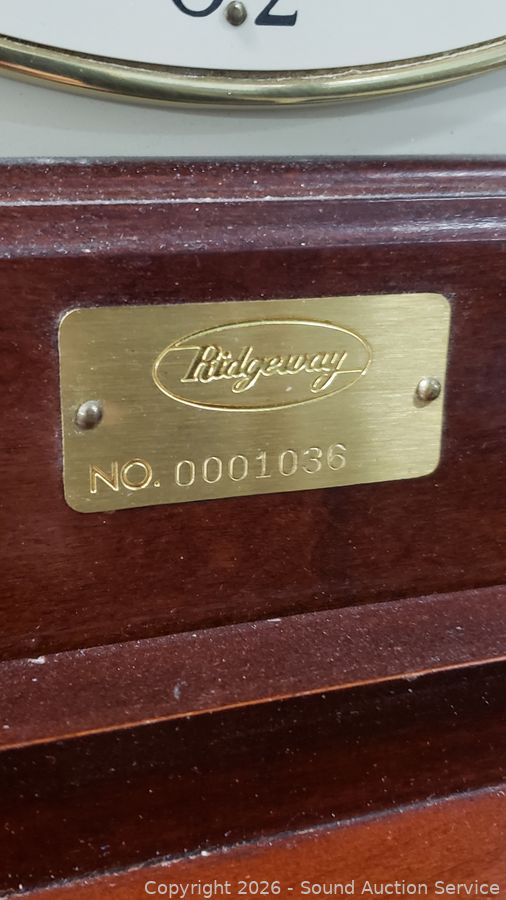 Ridgeway
NO. 0001036
Copyright 2026 - Sound Auction Service